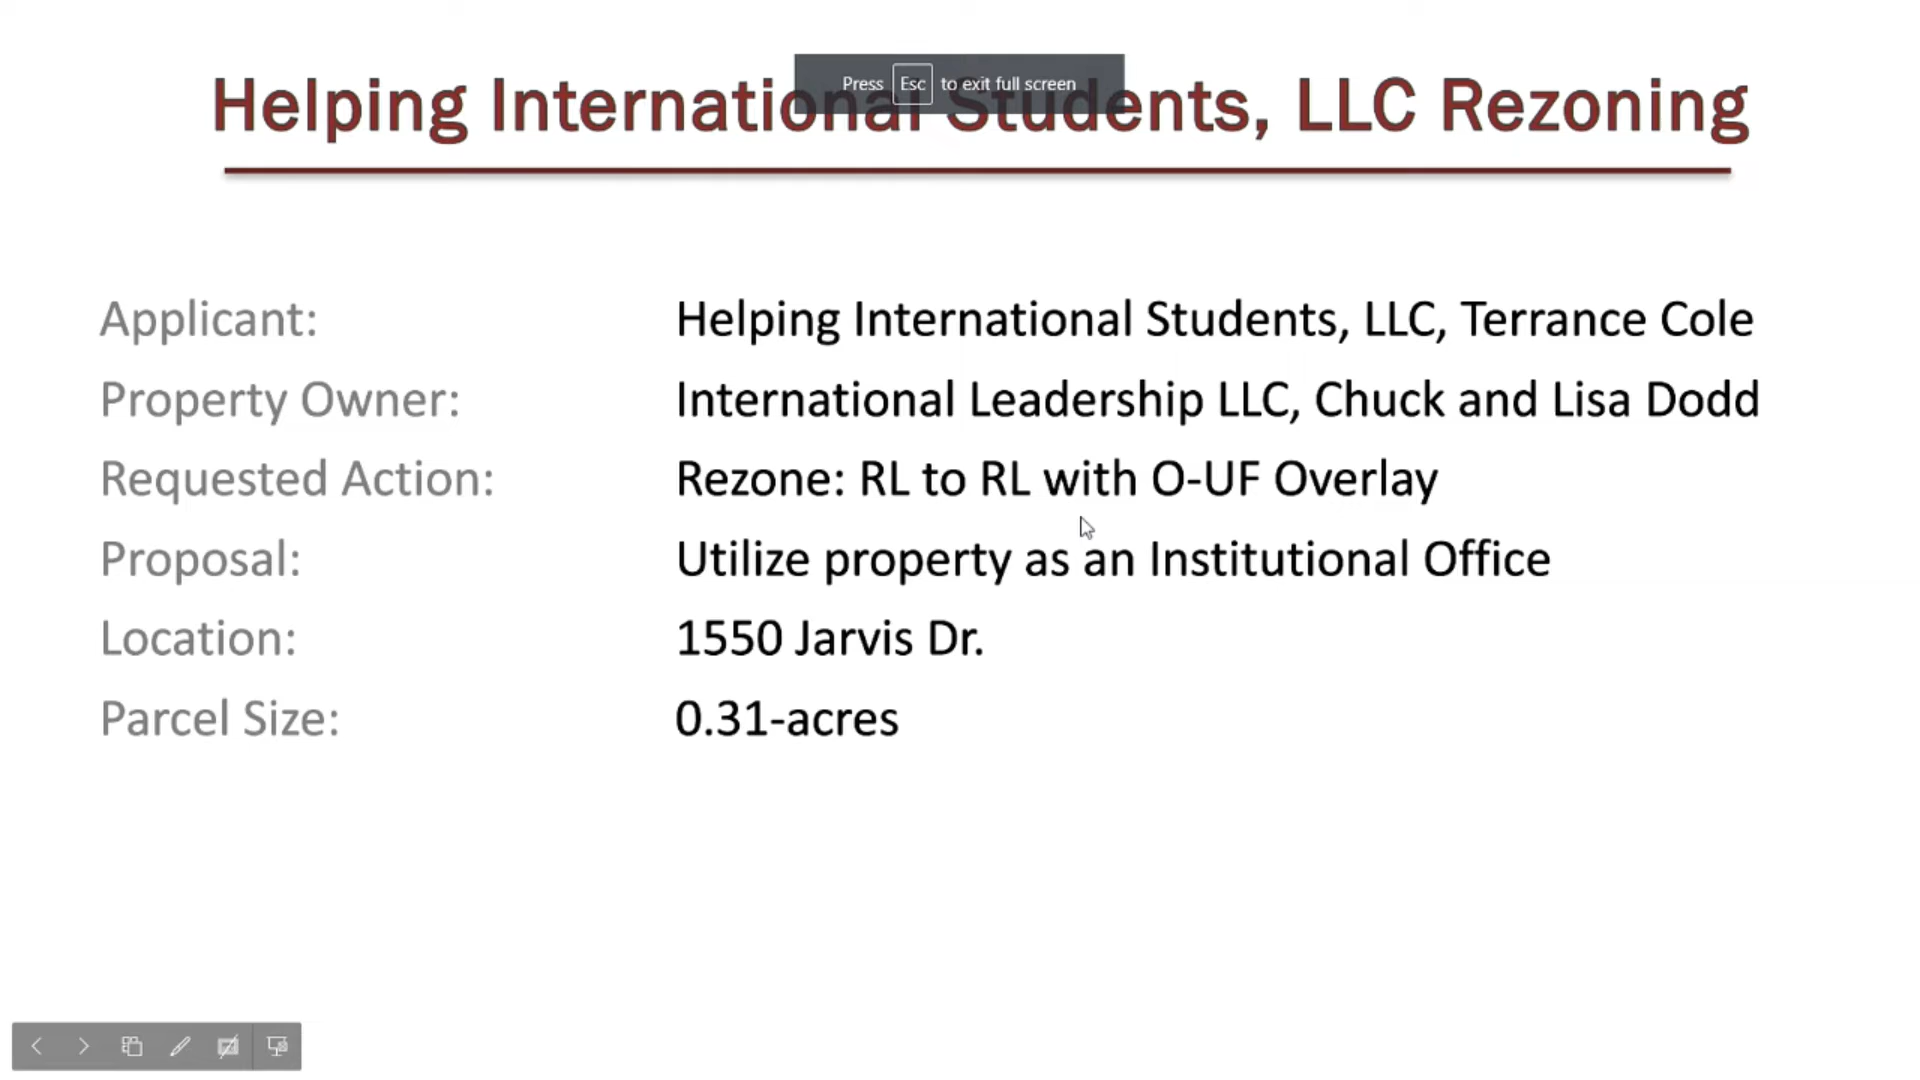 Press Esc to exit full screen
Helping International Students, LLC Rezoning
Applicant: Helping International Students, LLC, Terrance Cole
Property Owner: International Leadership LLC, Chuck and Lisa Dodd
Requested Action: Rezone: RL to RL with O-UF Overlay
Proposal: Utilize property as an Institutional Office
Location: 1550 Jarvis Dr.
Parcel Size: 0.31-acres